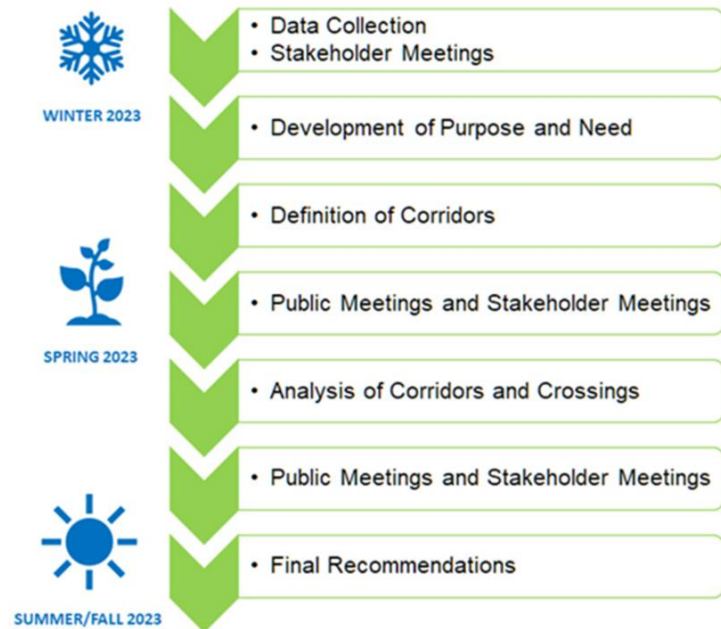 • Data Collection
• Stakeholder Meetings
WINTER 2023
• Development of Purpose and Need
• Definition of Corridors
• Public Meetings and Stakeholder Meetings
SPRING 2023
• Analysis of Corridors and Crossings
• Public Meetings and Stakeholder Meetings
• Final Recommendations
SUMMER/FALL 2023